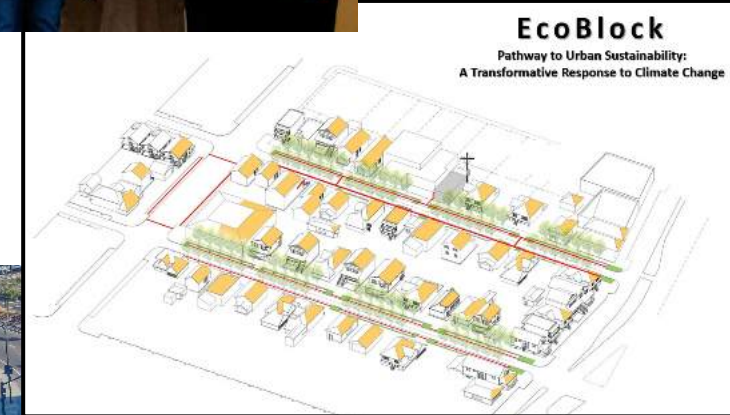 EcoBlock
Pathway to Urban Sustainability:
A Transformative Response to Climate Change